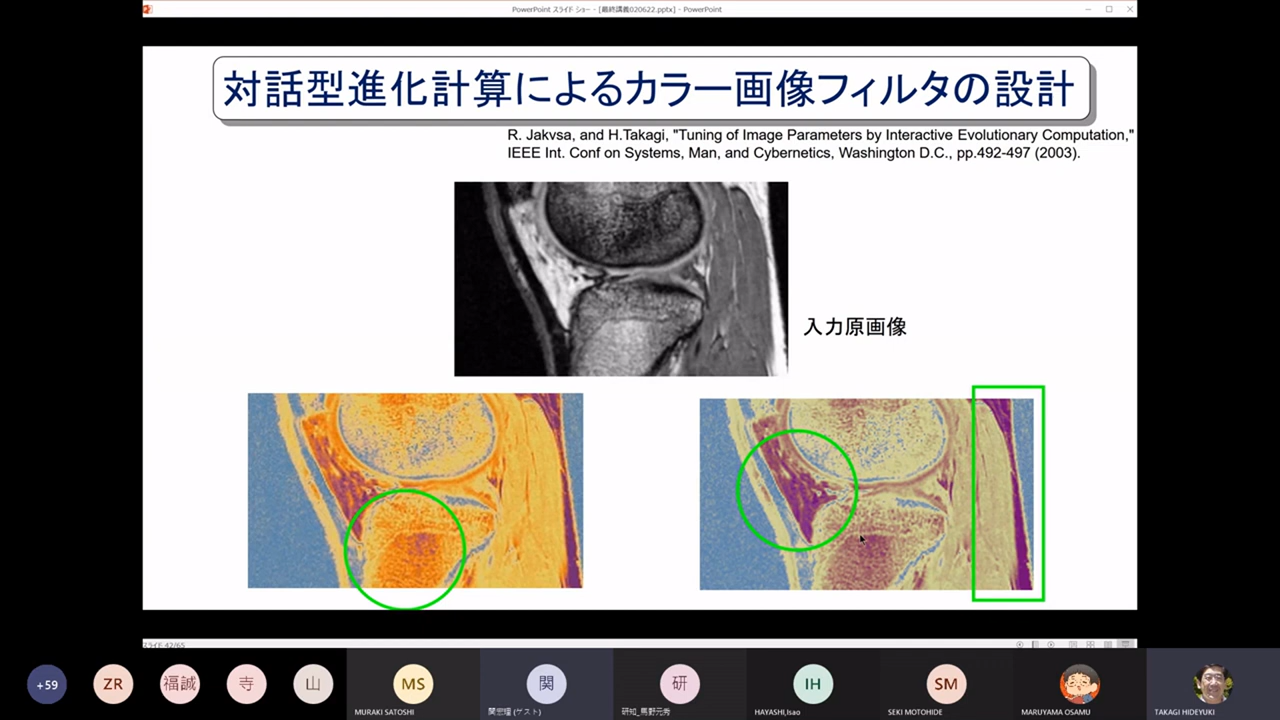 PowerPoint スライド ショー - [最終講義020622.pptx] - PowerPoint
対話型進化計算によるカラー画像フィルタの設計
R. Jakvsa, and H.Takagi, "Tuning of Image Parameters by Interactive Evolutionary Computation,"
IEEE Int. Conf on Systems, Man, and Cybernetics, Washington D.C., pp.492-497 (2003).
入力原画像
スライド 42/65
+59
ZR
福誠
寺
山
MS
関
研
IH
SM
MURAKI SATOSHI
研知_馬野元秀
HAYASHI,Isao
SEKI MOTOHIDE
MARUYAMA OSAMU
TAKAGI HIDEYUKI